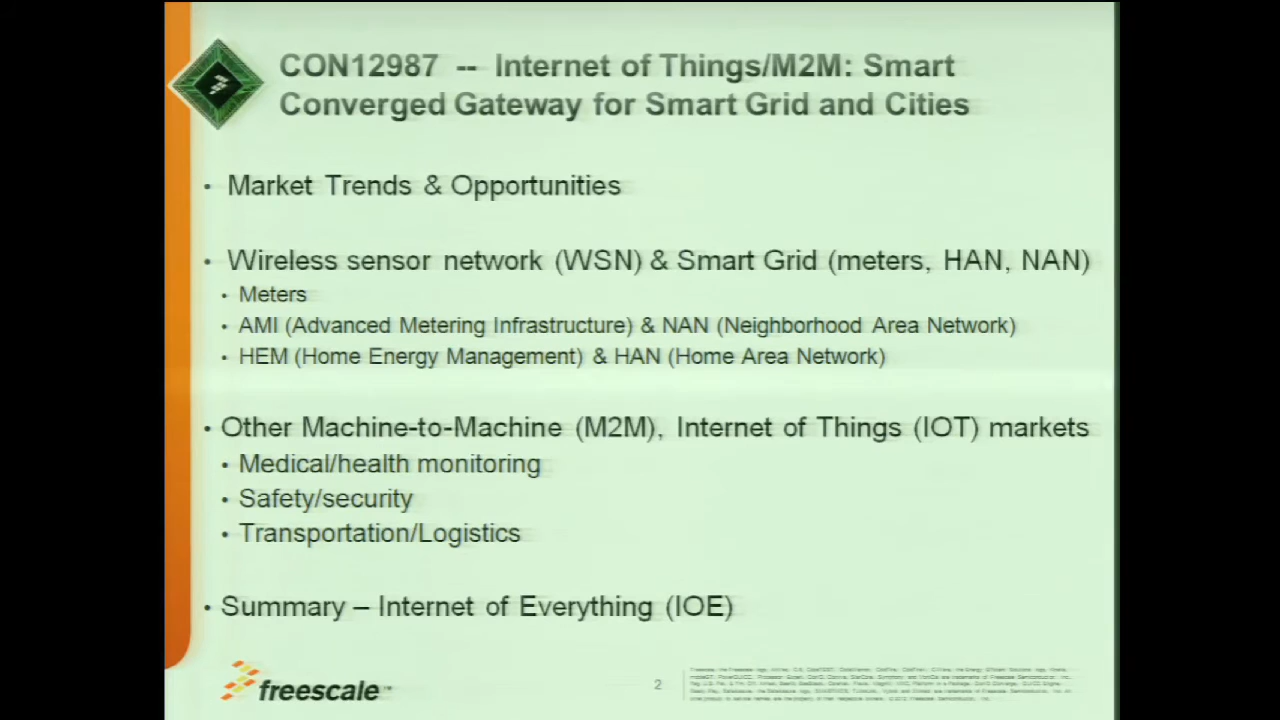 CON12987 -- Internet of Things/M2M: Smart
Converged Gateway for Smart Grid and Cities
• Market Trends & Opportunities
• Wireless sensor network (WSN) & Smart Grid (meters, HAN, NAN)
• Meters
• AMI (Advanced Metering Infrastructure) & NAN (Neighborhood Area Network)
• HEM (Home Energy Management) & HAN (Home Area Network)
• Other Machine-to-Machine (M2M), Internet of Things (IOT) markets
• Medical/health monitoring
• Safety/security
• Transportation/Logistics
• Summary – Internet of Everything (IOE)
freescale™
2